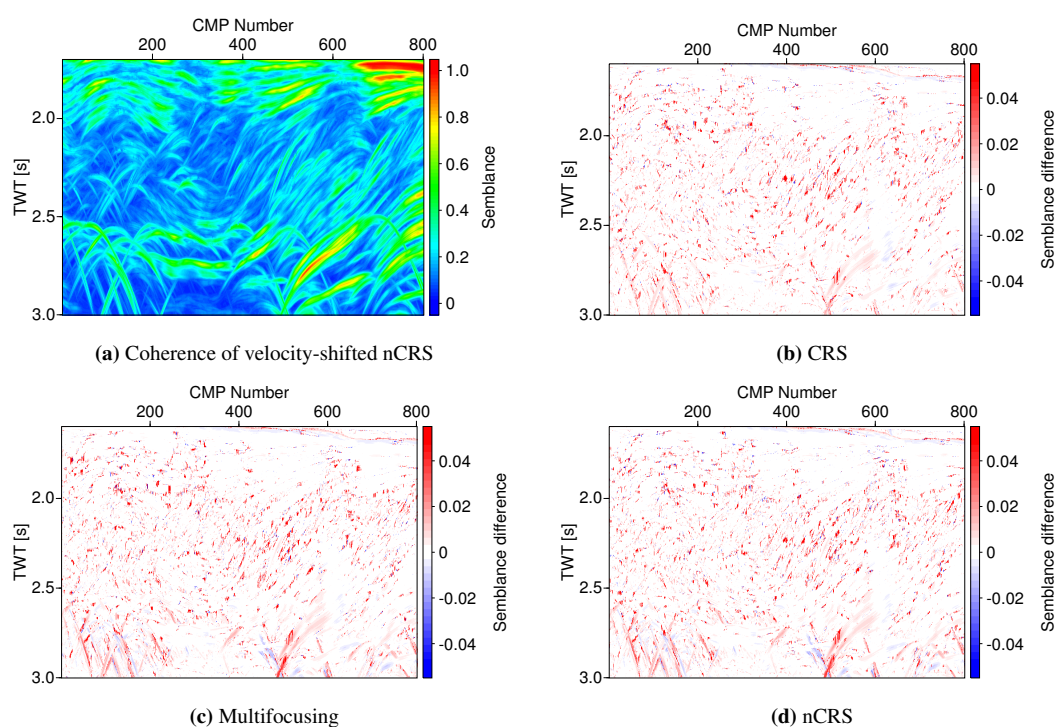 CMP Number
200 400 600 800
2.0
2.5
3.0
TWT [s]
1.0
0.8
0.6
0.4
0.2
0
Semblance
(a) Coherence of velocity-shifted nCRS
CMP Number
200 400 600 800
2.0
2.5
3.0
TWT [s]
0.04
0.02
0
-0.02
-0.04
Semblance difference
(b) CRS
CMP Number
200 400 600 800
2.0
2.5
3.0
TWT [s]
0.04
0.02
0
-0.02
-0.04
Semblance difference
(c) Multifocusing
CMP Number
200 400 600 800
2.0
2.5
3.0
TWT [s]
0.04
0.02
0
-0.02
-0.04
Semblance difference
(d) nCRS